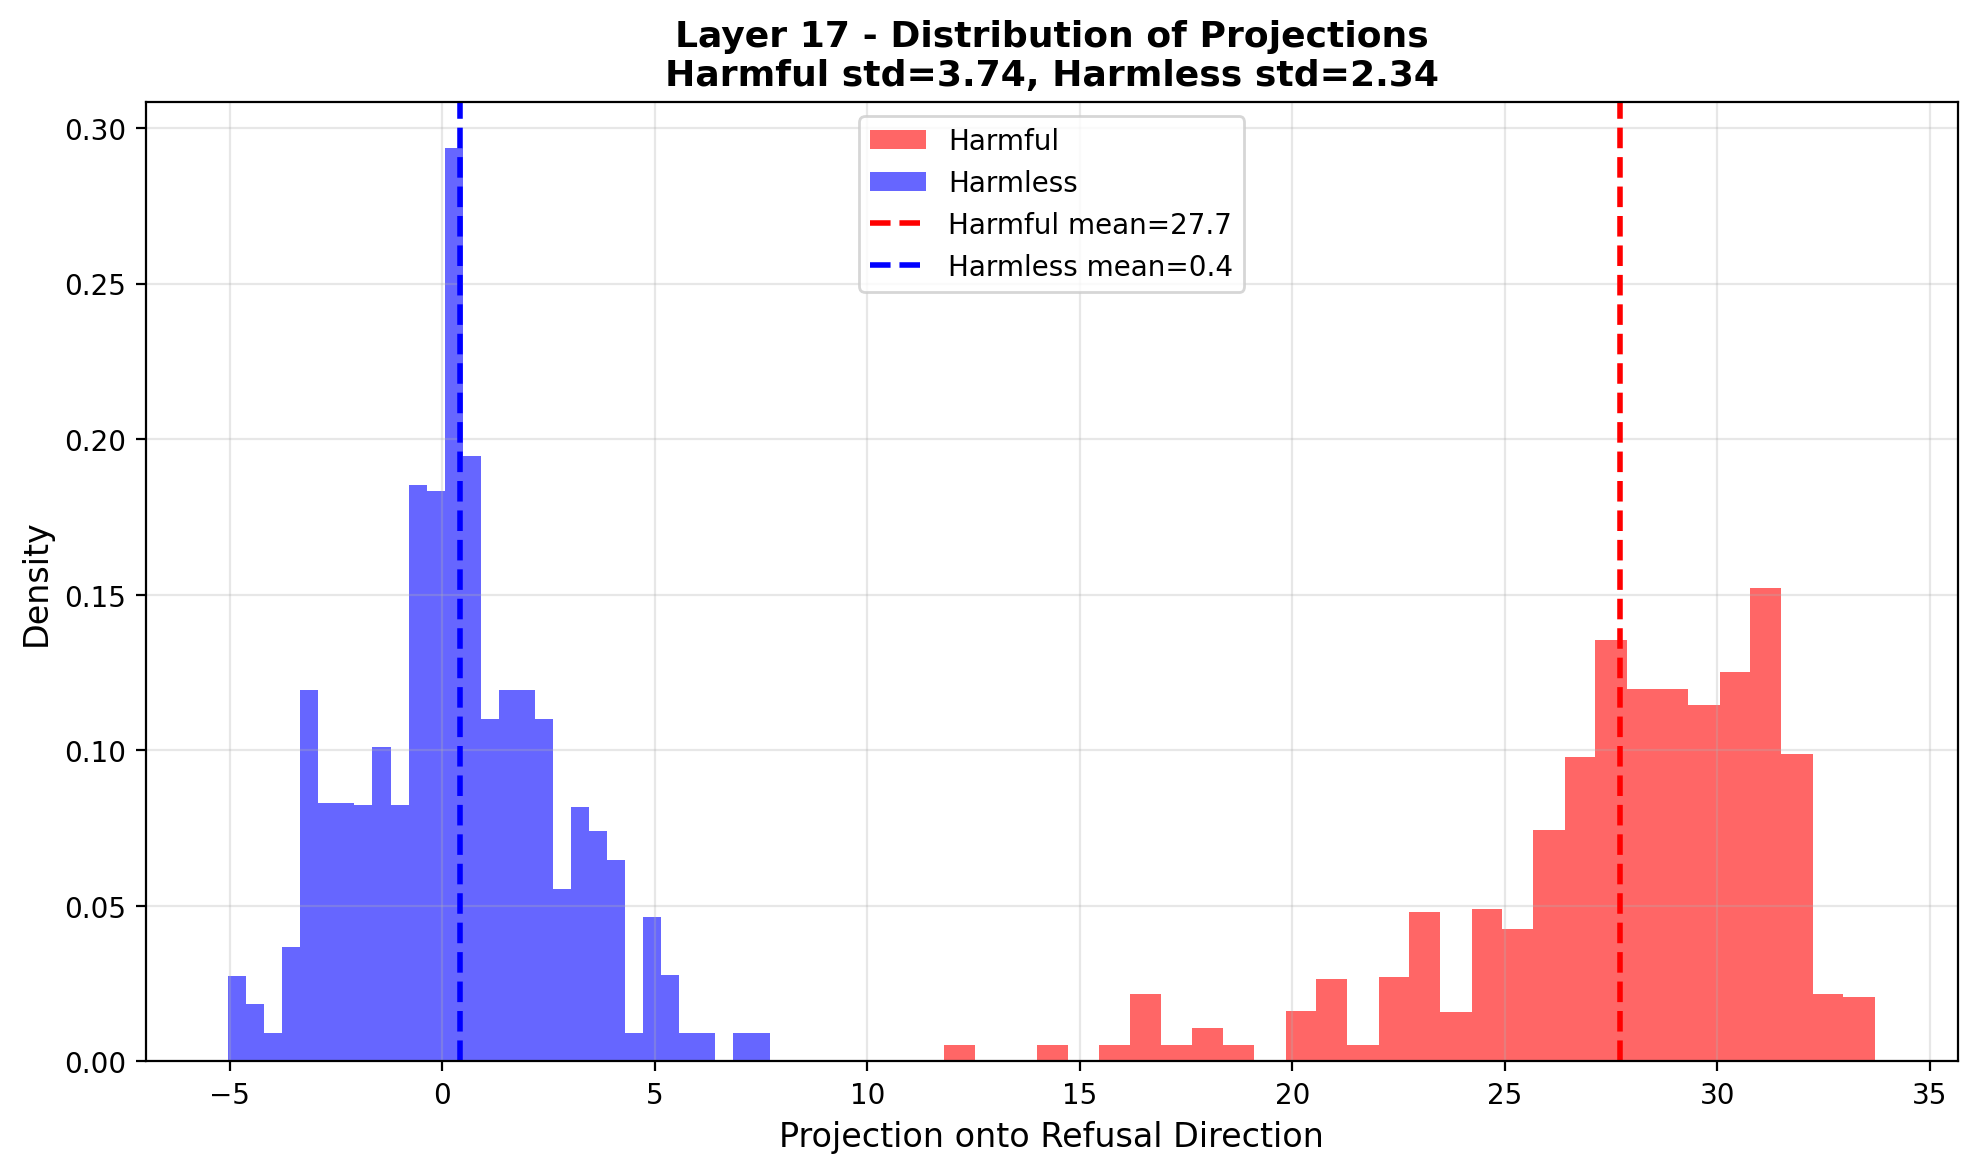 Layer 17 - Distribution of Projections
Harmful std=3.74, Harmless std=2.34
Harmful
Harmless
Harmful mean=27.7
Harmless mean=0.4
Density
0.30
0.25
0.20
0.15
0.10
0.05
0.00
−5 0 5 10 15 20 25 30 35
Projection onto Refusal Direction